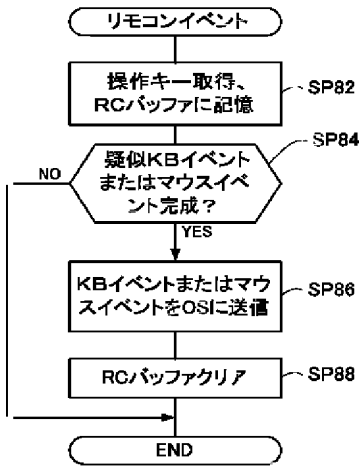 リモコンイベント
操作キー取得、
RCバッファに記憶
SP82
SP84
疑似KBイベント
またはマウスイベ
ント完成？
NO
YES
KBイベントまたはマウ
スイベントをOSに送信
SP86
RCバッファクリア
SP88
END